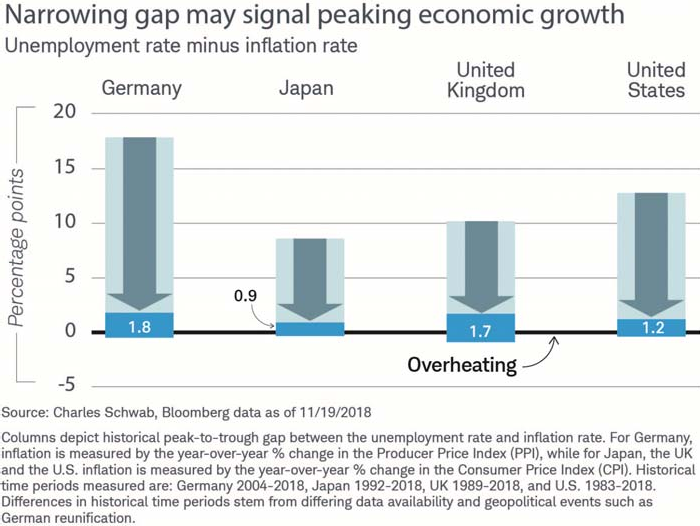 Narrowing gap may signal peaking economic growth
Unemployment rate minus inflation rate
Germany
Japan
United
Kingdom
United
States
Percentage points
20
15
10
5
0
-5
1.8
0.9
1.7
1.2
Overheating
Source: Charles Schwab, Bloomberg data as of 11/19/2018
Columns depict historical peak-to-trough gap between the unemployment rate and inflation rate. For Germany,
inflation is measured by the year-over-year % change in the Producer Price Index (PPI), while for Japan, the UK
and the U.S. inflation is measured by the year-over-year % change in the Consumer Price Index (CPI). Historical
time periods measured are: Germany 2004-2018, Japan 1992-2018, UK 1989-2018, and U.S. 1983-2018.
Differences in historical time periods stem from differing data availability and geopolitical events such as
German reunification.